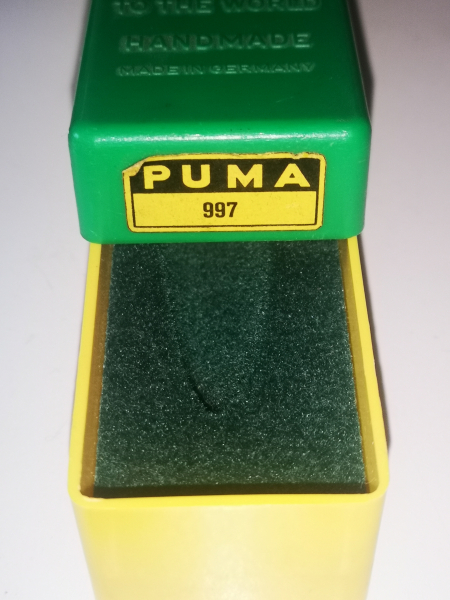 TO THE WORLD
HANDMADE
MADE IN GERMANY
PUMA
997